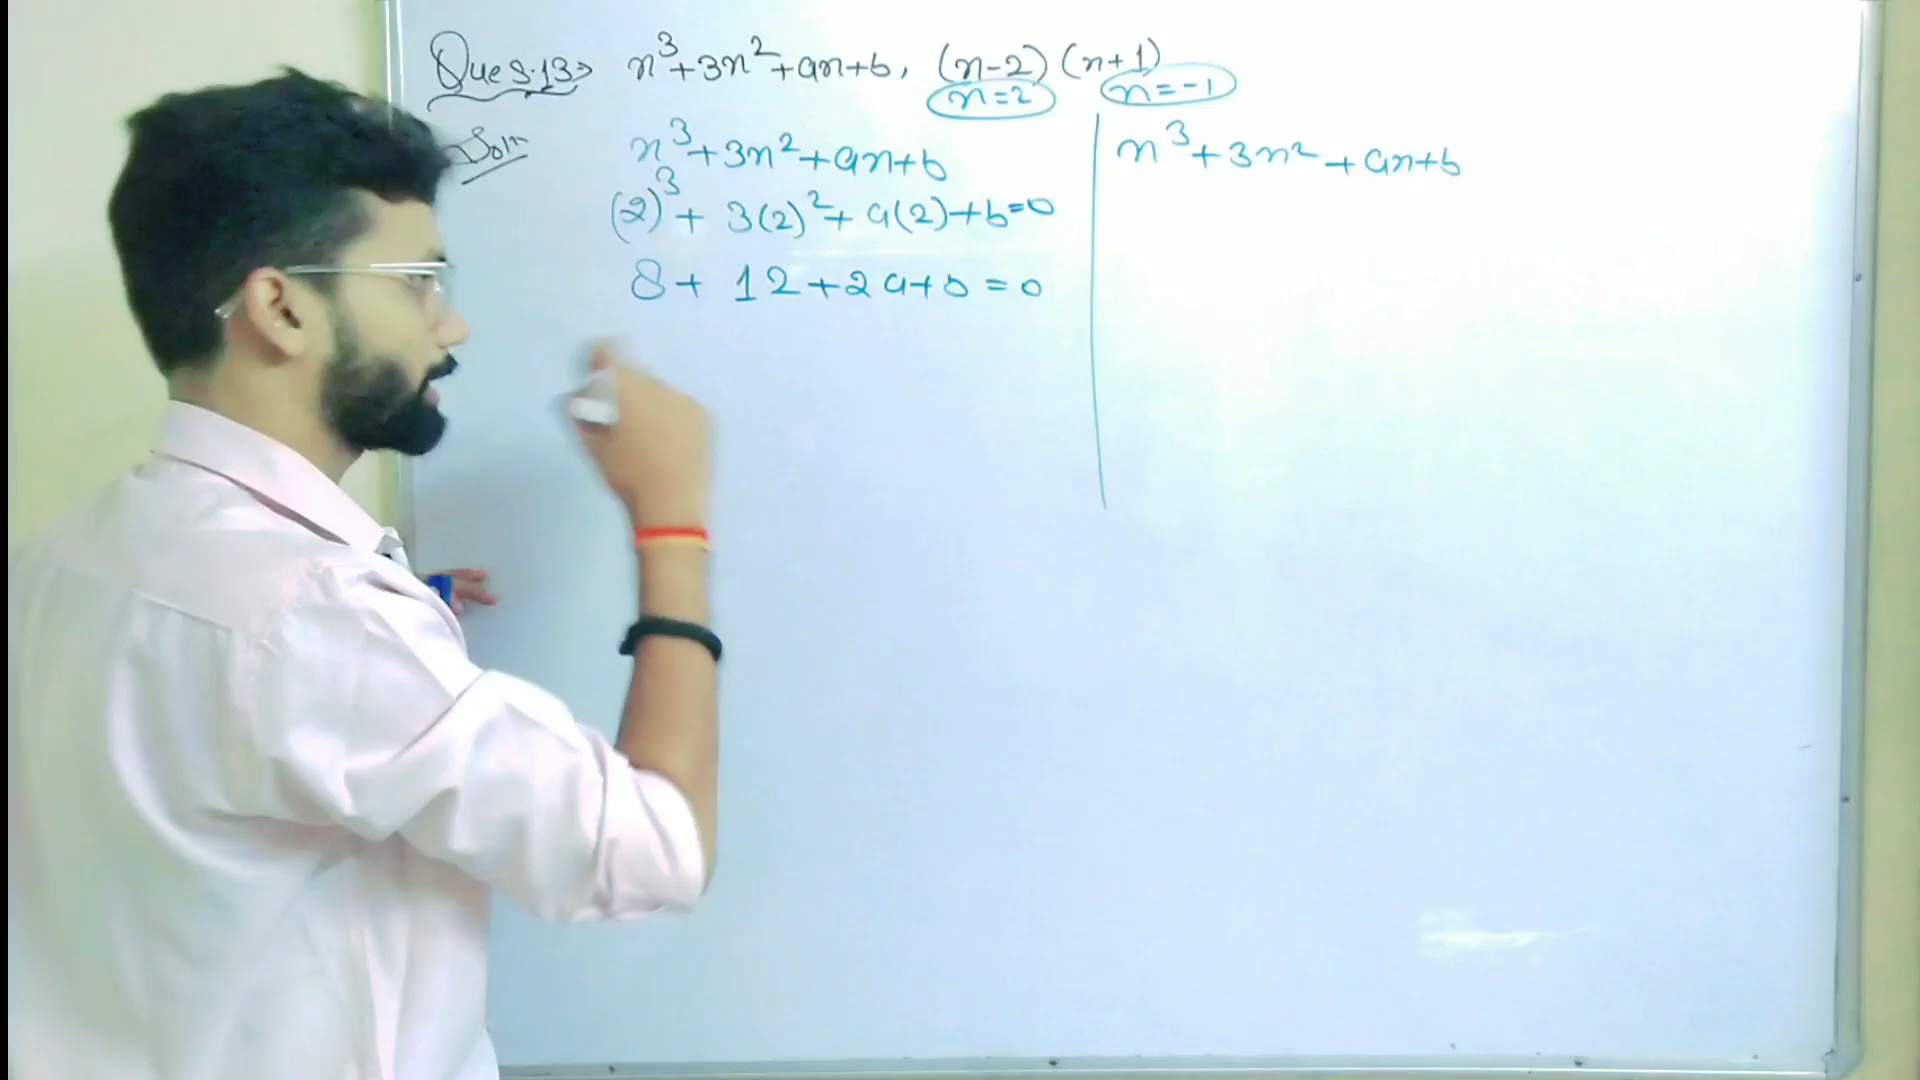 Ques.13> x³+3x²+ax+b, (x-2)(x+1)
x=2 x=-1
Soln
x³+3x²+ax+b
(2)³+ 3(2)²+ a(2)+b=0
8+ 12+2a+b=0
x³+3x²+ax+b